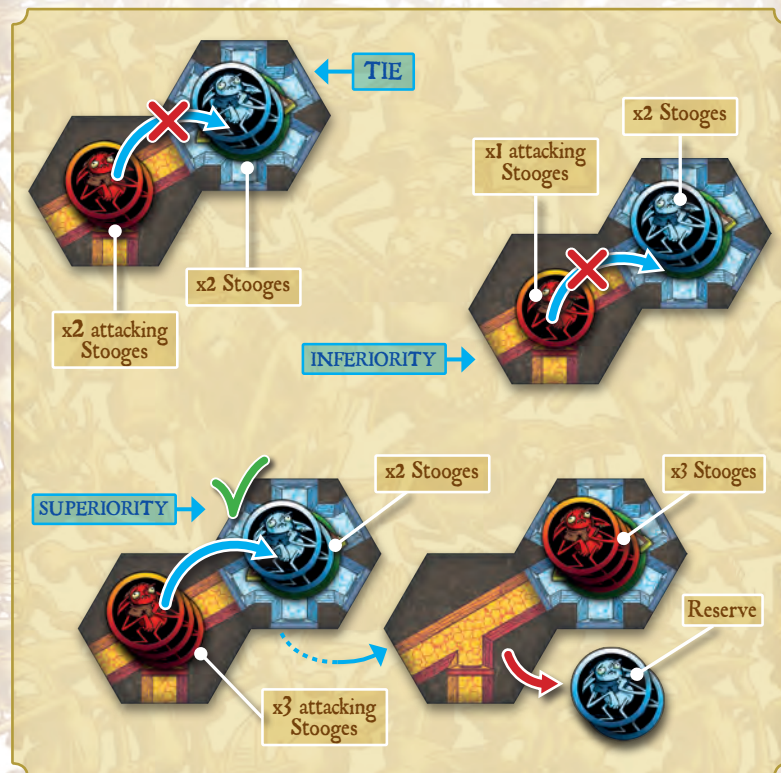 TIE
x2 Stooges
x2 attacking
Stooges
x2 Stooges
x1 attacking
Stooges
INFERIORITY
SUPERIORITY
x2 Stooges
x3 attacking
Stooges
x3 Stooges
Reserve